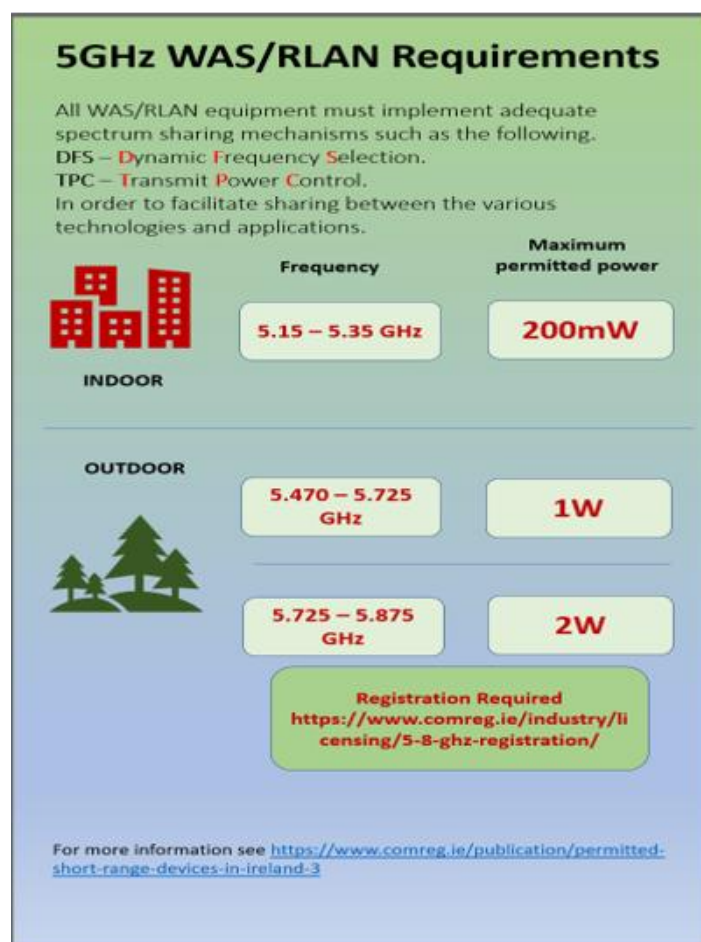 5GHz WAS/RLAN Requirements
All WAS/RLAN equipment must implement adequate
spectrum sharing mechanisms such as the following.
DFS – Dynamic Frequency Selection.
TPC – Transmit Power Control.
In order to facilitate sharing between the various
technologies and applications.
Frequency
Maximum
permitted power
5.15 – 5.35 GHz
200mW
INDOOR
OUTDOOR
5.470 – 5.725
GHz
1W
5.725 – 5.875
GHz
2W
Registration Required
https://www.comreg.ie/industry/li
censing/5-8-ghz-registration/
For more information see https://www.comreg.ie/publication/permitted-
short-range-devices-in-ireland-3